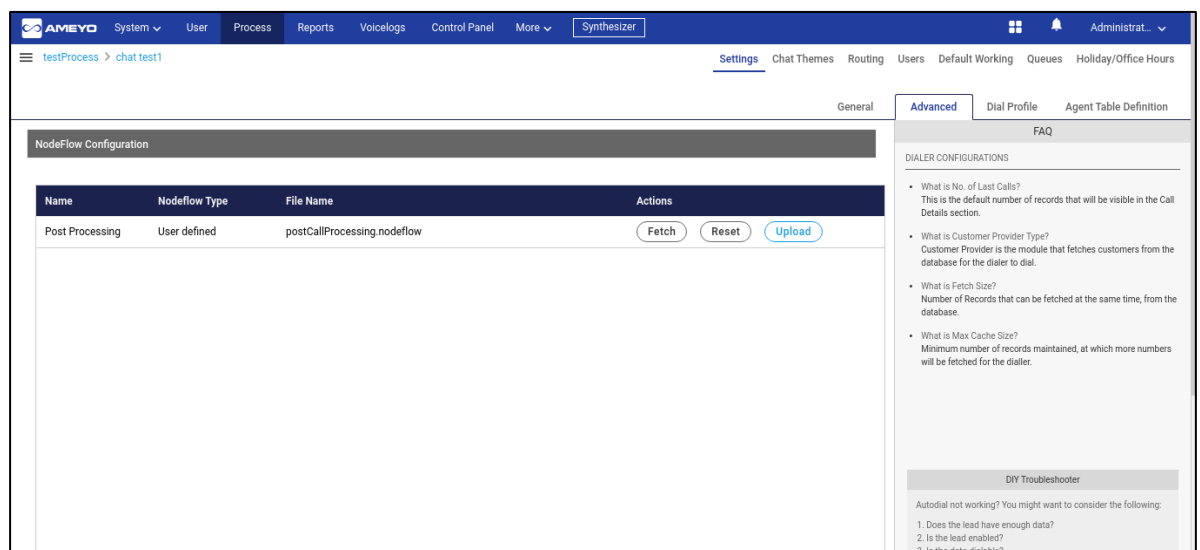 AMEYO System User Process Reports Voicelogs Control Panel More Synthesizer Administrat...
testProcess > chat test1
Settings Chat Themes Routing Users Default Working Queues Holiday/Office Hours
General Advanced Dial Profile Agent Table Definition
NodeFlow Configuration
Name Nodeflow Type File Name Actions
Post Processing User defined postCallProcessing.nodeflow Fetch Reset Upload
FAQ
DIALER CONFIGURATIONS
• What is No. of Last Calls?
This is the default number of records that will be visible in the Call
Details section.
• What is Customer Provider Type?
Customer Provider is the module that fetches customers from the
database for the dialer to dial.
• What is Fetch Size?
Number of Records that can be fetched at the same time, from the
database.
• What is Max Cache Size?
Minimum number of records maintained, at which more numbers
will be fetched for the dialler.
DIY Troubleshooter
Autodial not working? You might want to consider the following:
1. Does the lead have enough data?
2. Is the lead enabled?